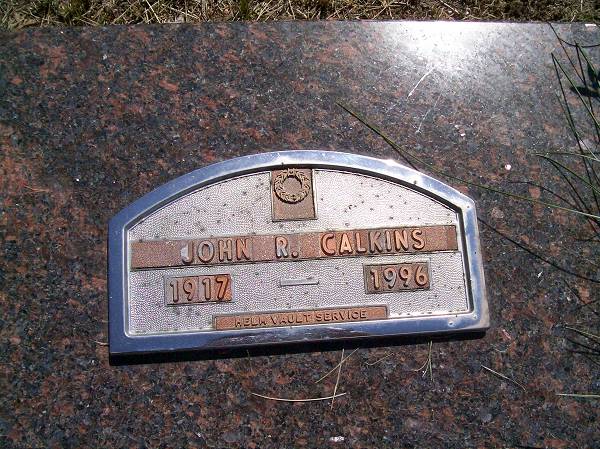 JOHN R. CALKINS
1917 1996
HELM VAULT SERVICE